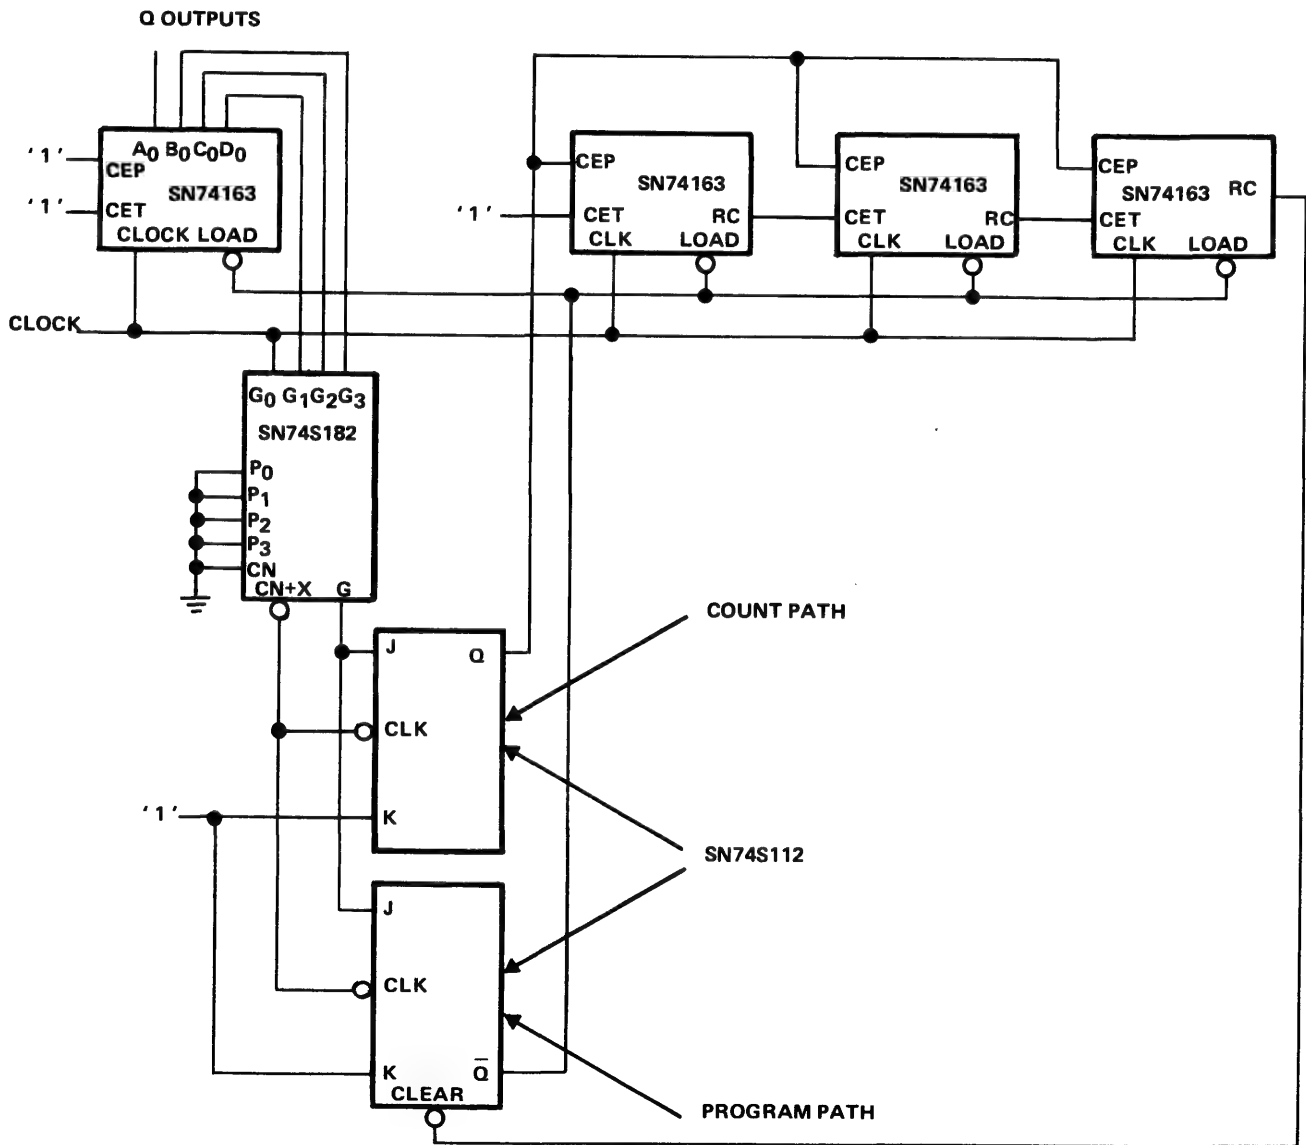 Q OUTPUTS
A0 B0 C0 D0
'1'
CEP
SN74163
'1'
CET
CLOCK LOAD
CEP
SN74163
'1'
CET RC
CLK LOAD
CEP
SN74163
CET RC
CLK LOAD
CEP
SN74163 RC
CET
CLK LOAD
CLOCK
G0 G1 G2 G3
SN74S182
P0
P1
P2
P3
CN
CN+X G
J Q
CLK
'1'
K
COUNT PATH
SN74S112
J
CLK
K Q̅
CLEAR
PROGRAM PATH